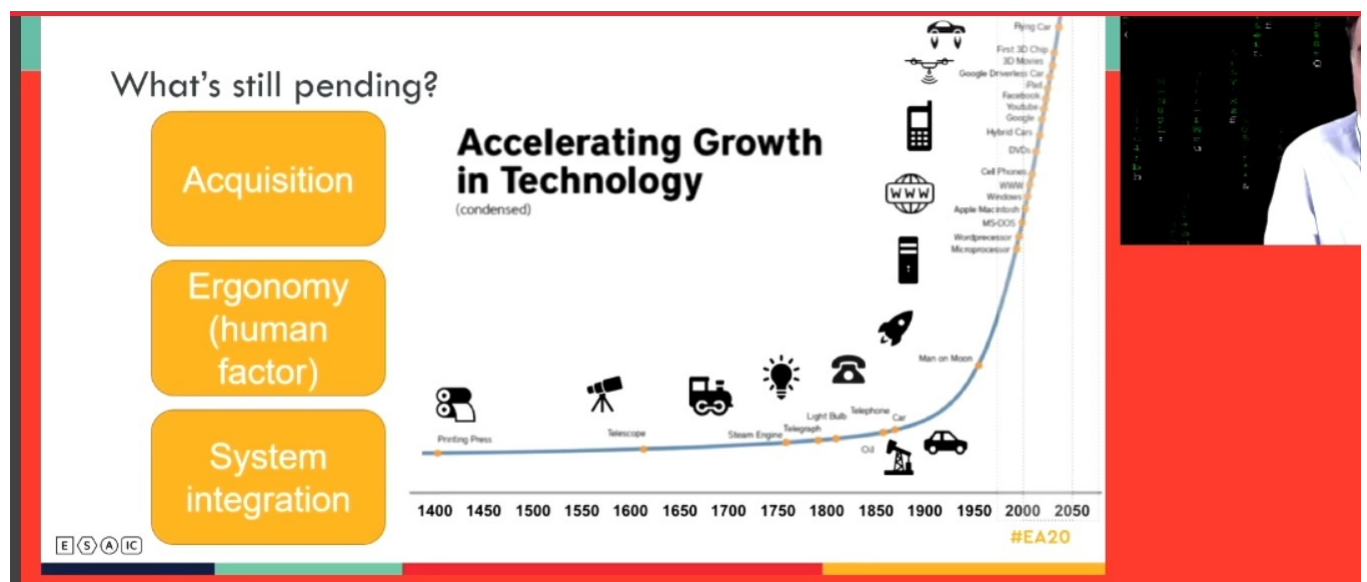 What's still pending?
Acquisition
Ergonomy
(human
factor)
System
integration
Accelerating Growth
in Technology
(condensed)
Flying Car
First 3D Chip
3D Movies
Google Driverless Car
iPad
Facebook
Youtube
Google
Hybrid Cars
DVDs
Cell Phones
WWW
Windows
Apple Macintosh
MS-DOS
Wordprecessor
Microprocessor
WWW
Man on Moon
Printing Press
Telescope
Steam Engine
Telegraph
Light Bulb
Telephone
Car
Oil
1400 1450 1500 1550 1600 1650 1700 1750 1800 1850 1900 1950 2000 2050
#EA20
E S A IC